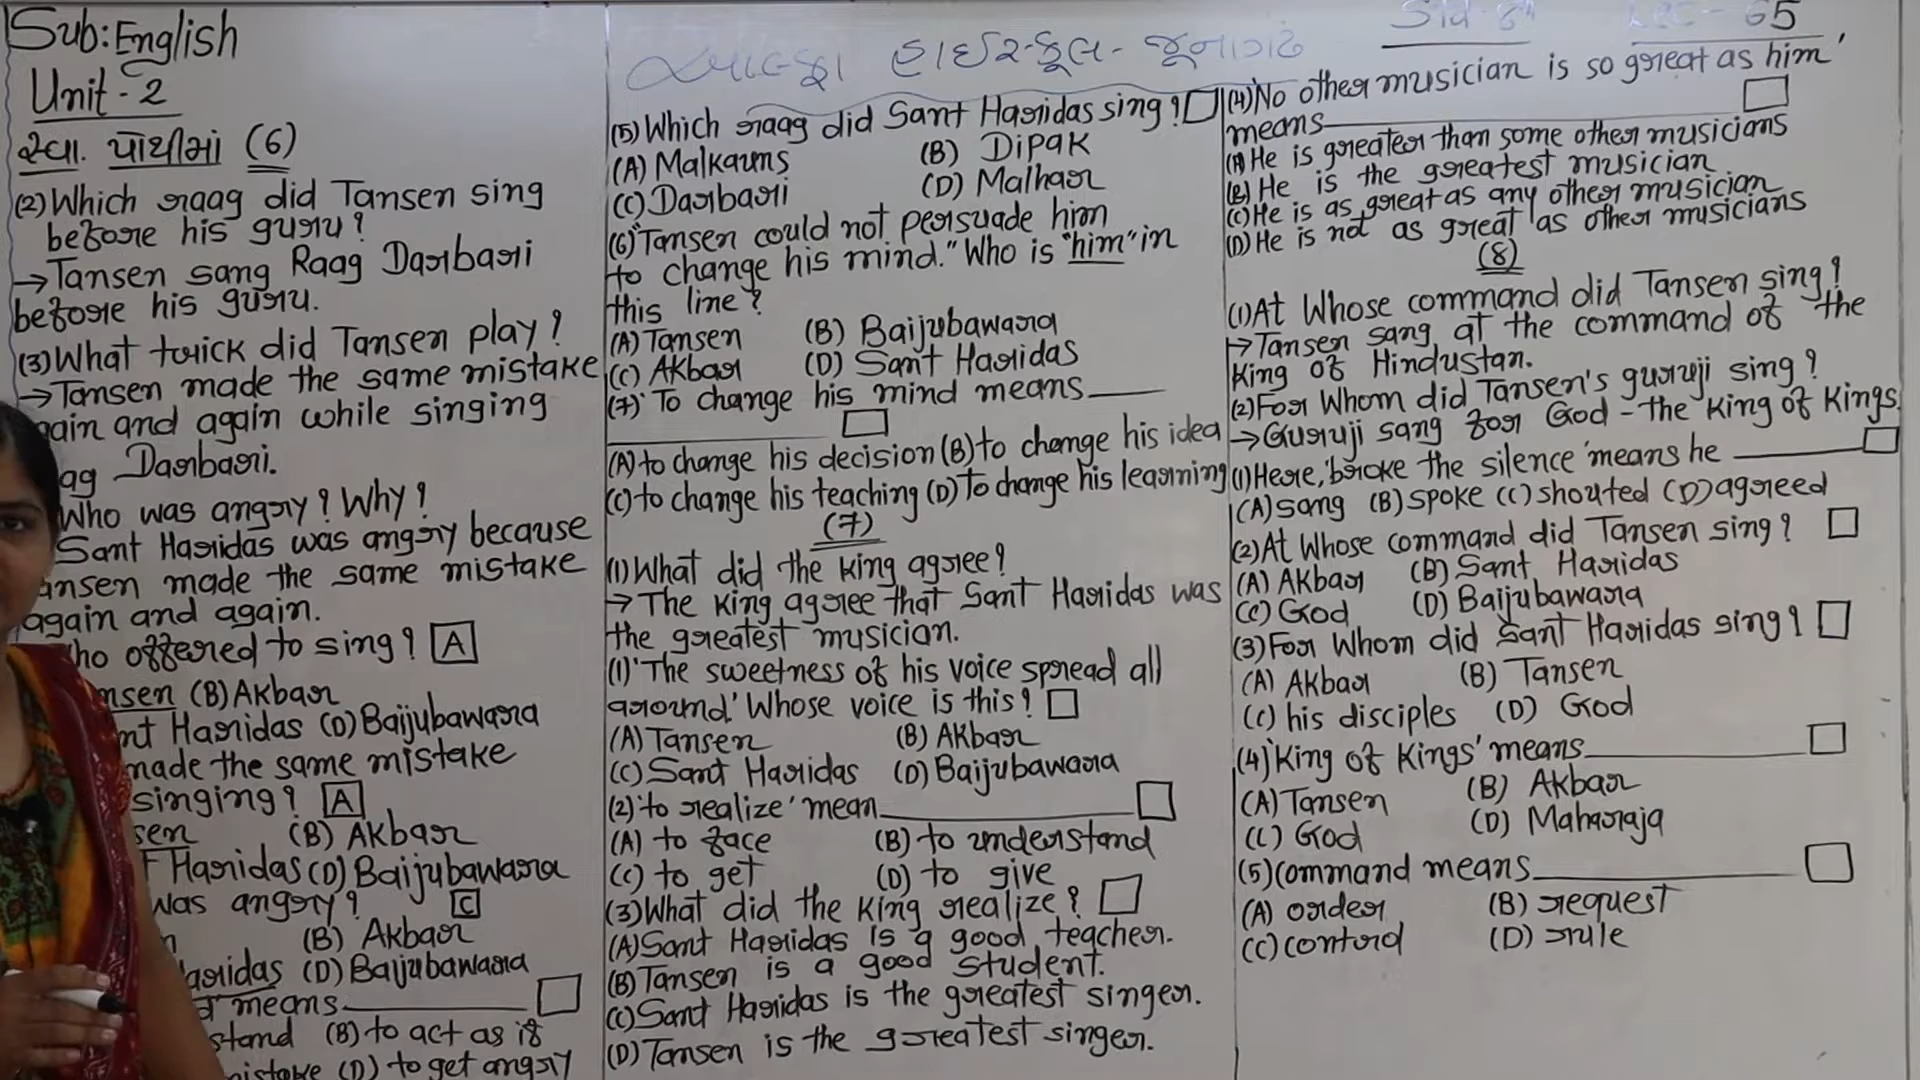 Sub: English
Unit - 2
સ્વા. પોથીમાં (6)
(2) Which raag did Tansen sing
before his guru?
→ Tansen sang Raag Darbari
before his guru.
(3) What trick did Tansen play?
→ Tansen made the same mistake
ain and again while singing
ag Darbari.
Who was angry? Why?
Sant Haridas was angry because
ansen made the same mistake
again and again.
ho offered to sing? A
nsen (B) Akbar
nt Haridas (D) Baijubawara
made the same mistake
singing? A
sen (B) Akbar
t Haridas (D) Baijubawara
was angry? C
n (B) Akbar
aridas (D) Baijubawara
d' means
stand (B) to act as if
mistake (D) to get angry
હાઈસ્કૂલ - જૂનાગઢ
(5) Which raag did Sant Haridas sing?
(A) Malkauns (B) Dipak
(C) Darbari (D) Malhar
(6) "Tansen could not persuade him
to change his mind." Who is "him" in
this line?
(A) Tansen (B) Baijubawara
(C) Akbar (D) Sant Haridas
(7) 'To change his mind means
(A) to change his decision (B) to change his idea
(C) to change his teaching (D) To change his learning
(7)
(1) What did the king agree?
→ The king agree that Sant Haridas was
the greatest musician.
(1) 'The sweetness of his voice spread all
around.' Whose voice is this?
(A) Tansen (B) Akbar
(C) Sant Haridas (D) Baijubawara
(2) 'to realize' mean
(A) to face (B) to understand
(C) to get (D) to give
(3) What did the king realize?
(A) Sant Haridas is a good teacher.
(B) Tansen is a good student.
(C) Sant Haridas is the greatest singer.
(D) Tansen is the greatest singer.
Std - 8th 65
(4) No other musician is so great as him'
means
(A) He is greater than some other musicians
(B) He is the greatest musician
(C) He is as great as any other musician
(D) He is not as great as other musicians
(8)
(1) At Whose command did Tansen sing?
→ Tansen sang at the command of the
King of Hindustan.
(2) For Whom did Tansen's guruji sing?
→ Guruji sang for God - the King of Kings
(1) Here, 'broke the silence' means he
(A) sang (B) spoke (C) shouted (D) agreed
(2) At Whose command did Tansen sing?
(A) Akbar (B) Sant Haridas
(C) God (D) Baijubawara
(3) For Whom did Sant Haridas sing?
(A) Akbar (B) Tansen
(C) his disciples (D) God
(4) 'King of Kings' means
(A) Tansen (B) Akbar
(C) God (D) Maharaja
(5) Command means
(A) order (B) request
(C) contorl (D) rule